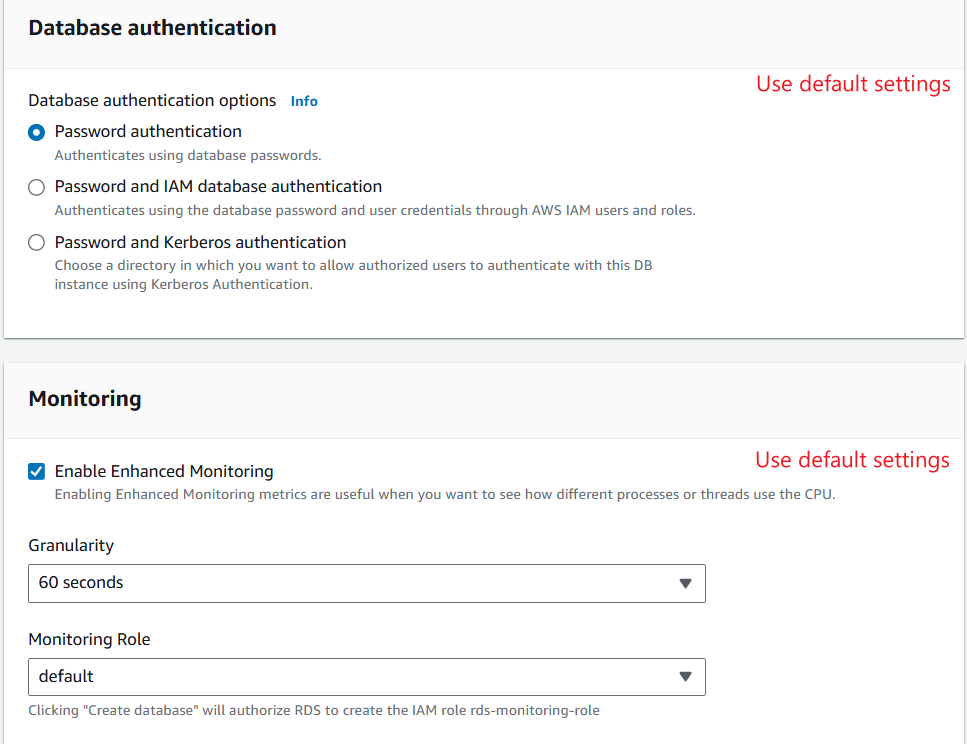 Database authentication
Use default settings
Database authentication options Info
Password authentication
Authenticates using database passwords.
Password and IAM database authentication
Authenticates using the database password and user credentials through AWS IAM users and roles.
Password and Kerberos authentication
Choose a directory in which you want to allow authorized users to authenticate with this DB
instance using Kerberos Authentication.
Monitoring
Use default settings
Enable Enhanced Monitoring
Enabling Enhanced Monitoring metrics are useful when you want to see how different processes or threads use the CPU.
Granularity
60 seconds
Monitoring Role
default
Clicking "Create database" will authorize RDS to create the IAM role rds-monitoring-role